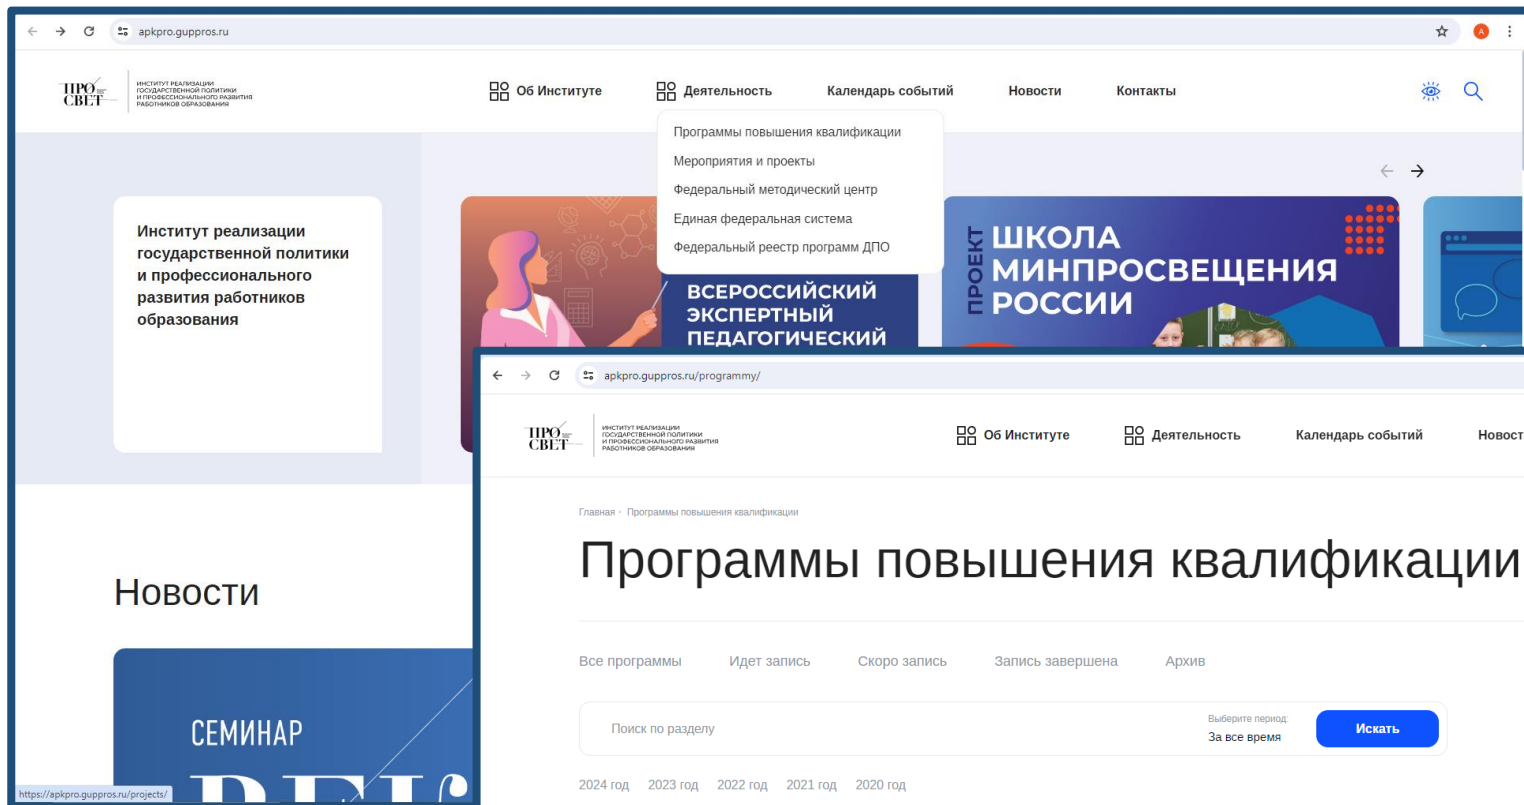 apkpro.guppros.ru
А
ПРО
СВЕТ
ИНСТИТУТ РЕАЛИЗАЦИИ
ГОСУДАРСТВЕННОЙ ПОЛИТИКИ
И ПРОФЕССИОНАЛЬНОГО РАЗВИТИЯ
РАБОТНИКОВ ОБРАЗОВАНИЯ
Об Институте Деятельность Календарь событий Новости Контакты
Программы повышения квалификации
Мероприятия и проекты
Федеральный методический центр
Единая федеральная система
Федеральный реестр программ ДПО
Институт реализации
государственной политики
и профессионального
развития работников
образования
ВСЕРОССИЙСКИЙ
ЭКСПЕРТНЫЙ
ПЕДАГОГИЧЕСКИЙ
ПРОЕКТ
ШКОЛА
МИНПРОСВЕЩЕНИЯ
РОССИИ
Новости
СЕМИНАР
https://apkpro.guppros.ru/projects/
apkpro.guppros.ru/programmy/
ПРО
СВЕТ
ИНСТИТУТ РЕАЛИЗАЦИИ
ГОСУДАРСТВЕННОЙ ПОЛИТИКИ
И ПРОФЕССИОНАЛЬНОГО РАЗВИТИЯ
РАБОТНИКОВ ОБРАЗОВАНИЯ
Об Институте Деятельность Календарь событий Новост
Главная · Программы повышения квалификации
Программы повышения квалификации
Все программы Идет запись Скоро запись Запись завершена Архив
Поиск по разделу
Выберите период:
За все время
Искать
2024 год 2023 год 2022 год 2021 год 2020 год